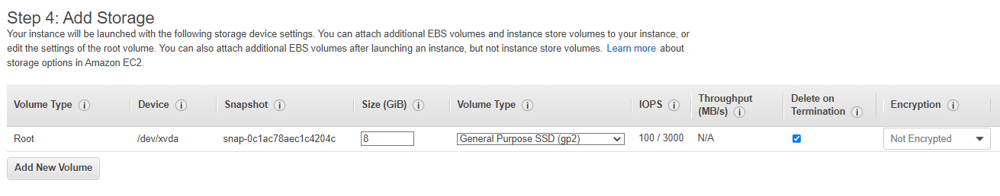 Step 4: Add Storage
Your instance will be launched with the following storage device settings. You can attach additional EBS volumes and instance store volumes to your instance, or
edit the settings of the root volume. You can also attach additional EBS volumes after launching an instance, but not instance store volumes. Learn more about
storage options in Amazon EC2.
Volume Type Device Snapshot Size (GiB) Volume Type IOPS Throughput (MB/s) Delete on Termination Encryption
Root /dev/xvda snap-0c1ac78aec1c4204c 8 General Purpose SSD (gp2) 100 / 3000 N/A Not Encrypted
Add New Volume